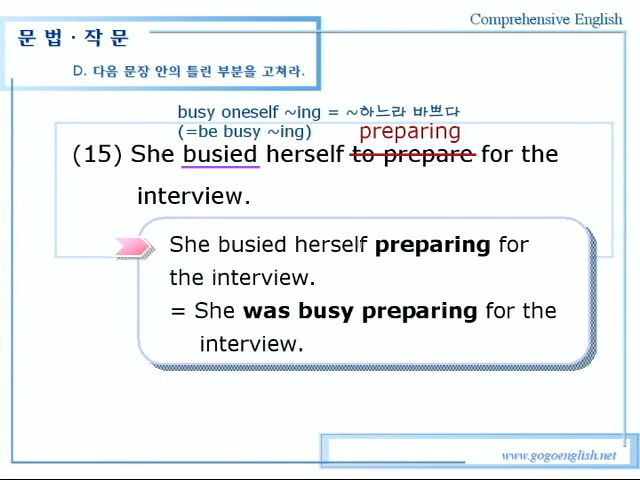 Comprehensive English
문 법 · 작 문
D. 다음 문장 안의 틀린 부분을 고쳐라.
busy oneself ~ing = ~하느라 바쁘다
(=be busy ~ing) preparing
(15) She busied herself to prepare for the
interview.
She busied herself preparing for
the interview.
= She was busy preparing for the
interview.
www.gogoenglish.net